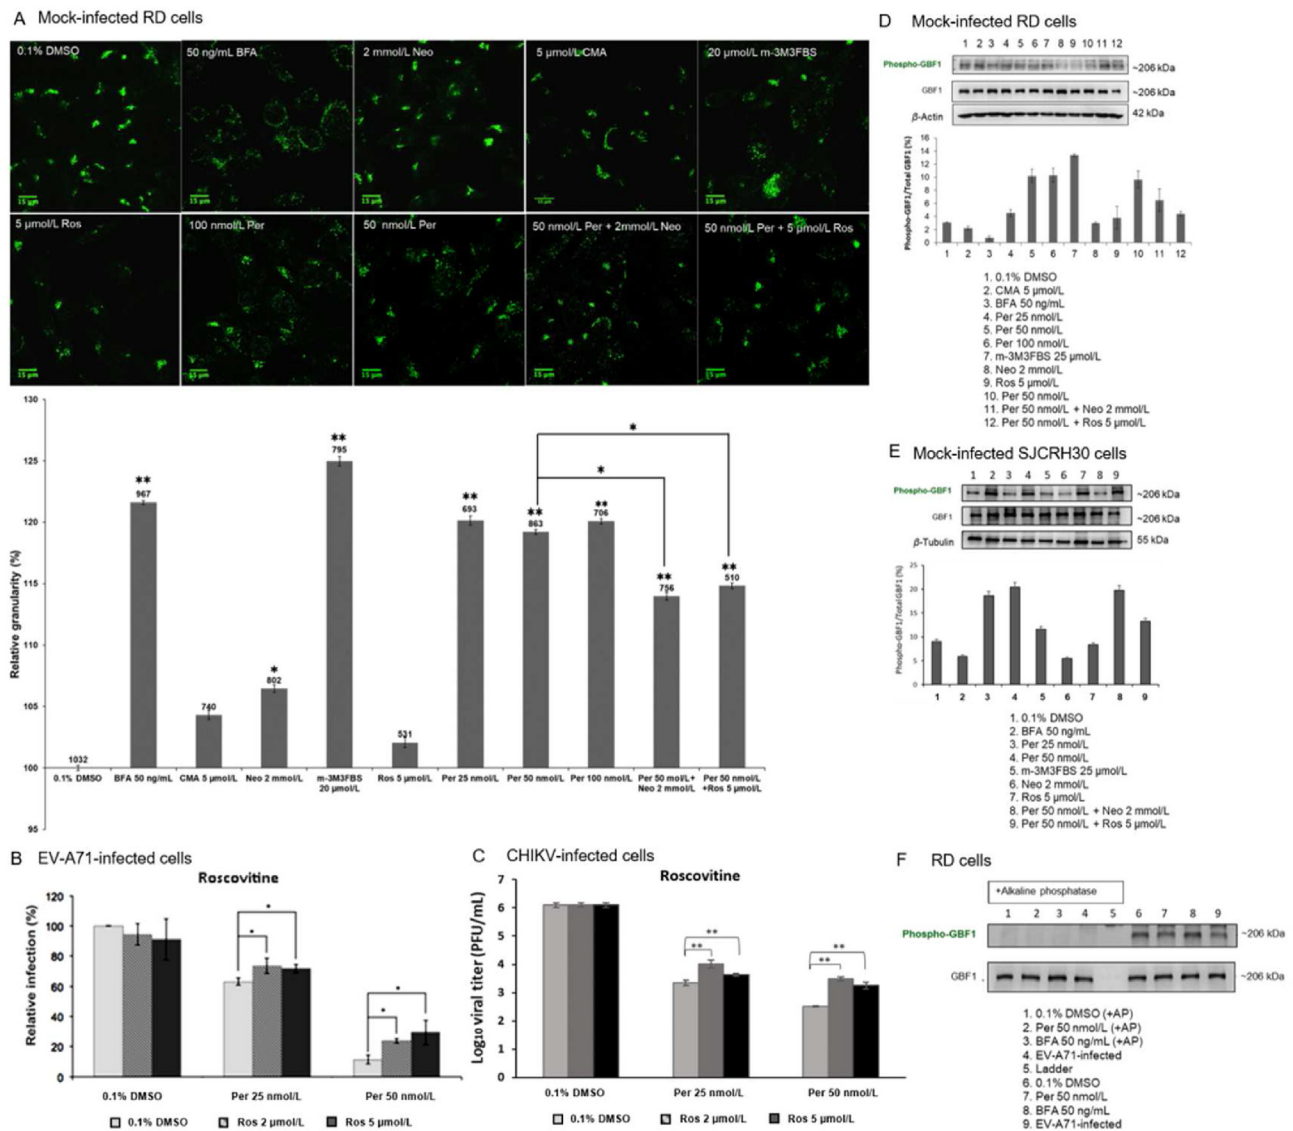 A Mock-infected RD cells
0.1% DMSO
50 ng/mL BFA
2 mmol/L Neo
5 μmol/L CMA
20 μmol/L m-3M3FBS
15 μm
15 μm
15 μm
15 μm
15 μm
5 μmol/L Ros
100 nmol/L Per
50 nmol/L Per
50 nmol/L Per + 2mmol/L Neo
50 nmol/L Per + 5 μmol/L Ros
15 μm
15 μm
15 μm
15 μm
15 μm
Relative granularity (%)
130
125
120
115
110
105
100
95
1032
**
967
740
*
802
**
795
531
**
693
**
863
**
706
**
756
**
510
*
*
0.1% DMSO
BFA 50 ng/mL
CMA 5 μmol/L
Neo 2 mmol/L
m-3M3FBS
20 μmol/L
Ros 5 μmol/L
Per 25 nmol/L
Per 50 nmol/L
Per 100 nmol/L
Per 50 mol/L+
Neo 2 mmol/L
Per 50 nmol/L
+Ros 5 μmol/L
B EV-A71-infected cells
Roscovitine
Relative infection (%)
120
100
80
60
40
20
0
*
*
*
*
0.1% DMSO
Per 25 nmol/L
Per 50 nmol/L
0.1% DMSO
Ros 2 μmol/L
Ros 5 μmol/L
C CHIKV-infected cells
Roscovitine
Log10 viral titer (PFU/mL)
7
6
5
4
3
2
1
0
**
**
**
**
0.1% DMSO
Per 25 nmol/L
Per 50 nmol/L
0.1% DMSO
Ros 2 μmol/L
Ros 5 μmol/L
D Mock-infected RD cells
1 2 3 4 5 6 7 8 9 10 11 12
Phospho-GBF1 ~206 kDa
GBF1 ~206 kDa
β-Actin 42 kDa
Phospho-GBF1/Total GBF1 (%)
16
14
12
10
8
6
4
2
0
1 2 3 4 5 6 7 8 9 10 11 12
1. 0.1% DMSO
2. CMA 5 μmol/L
3. BFA 50 ng/mL
4. Per 25 nmol/L
5. Per 50 nmol/L
6. Per 100 nmol/L
7. m-3M3FBS 25 μmol/L
8. Neo 2 mmol/L
9. Ros 5 μmol/L
10. Per 50 nmol/L
11. Per 50 nmol/L + Neo 2 mmol/L
12. Per 50 nmol/L + Ros 5 μmol/L
E Mock-infected SJCRH30 cells
1 2 3 4 5 6 7 8 9
Phospho-GBF1 ~206 kDa
GBF1 ~206 kDa
β-Tubulin 55 kDa
Phospho-GBF1/Total GBF1 (%)
25
20
15
10
5
0
1 2 3 4 5 6 7 8 9
1. 0.1% DMSO
2. BFA 50 ng/mL
3. Per 25 nmol/L
4. Per 50 nmol/L
5. m-3M3FBS 25 μmol/L
6. Neo 2 mmol/L
7. Ros 5 μmol/L
8. Per 50 nmol/L + Neo 2 mmol/L
9. Per 50 nmol/L + Ros 5 μmol/L
F RD cells
+Alkaline phosphatase
1 2 3 4 5 6 7 8 9
Phospho-GBF1 ~206 kDa
GBF1 ~206 kDa
1. 0.1% DMSO (+AP)
2. Per 50 nmol/L (+AP)
3. BFA 50 ng/mL (+AP)
4. EV-A71-infected
5. Ladder
6. 0.1% DMSO
7. Per 50 nmol/L
8. BFA 50 ng/mL
9. EV-A71-infected